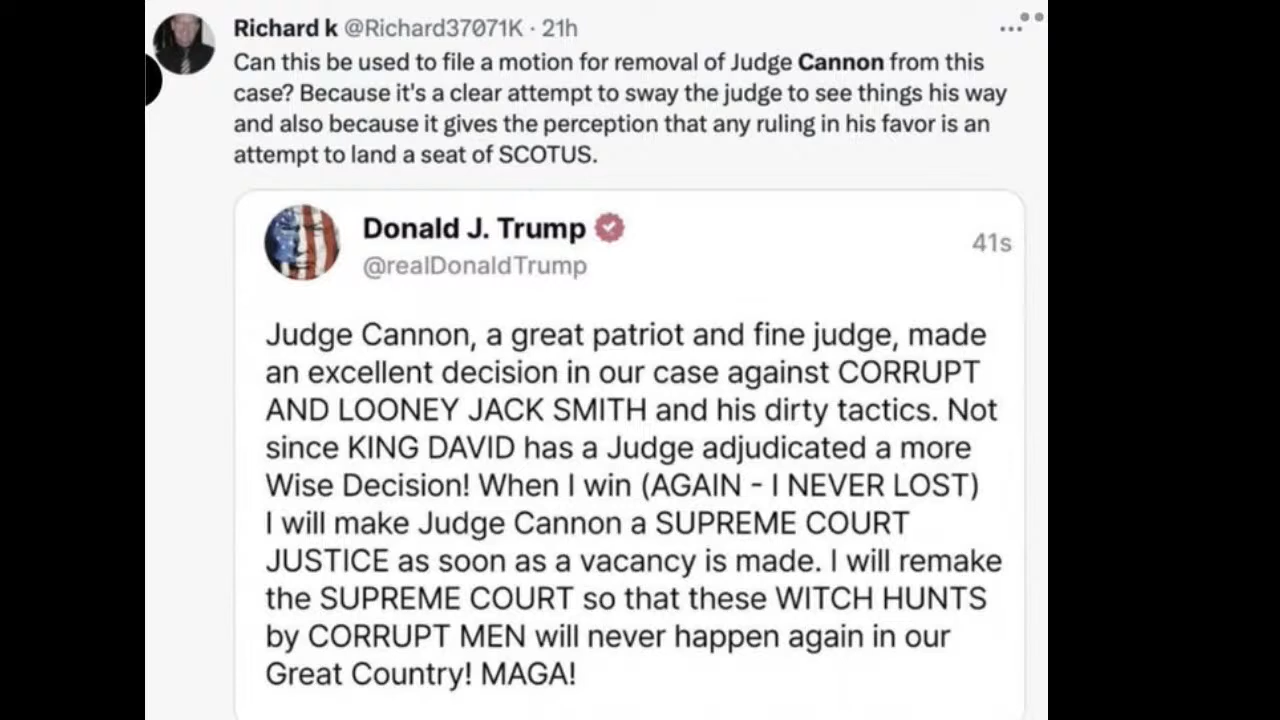 Richard k @Richard37071K · 21h
Can this be used to file a motion for removal of Judge Cannon from this
case? Because it's a clear attempt to sway the judge to see things his way
and also because it gives the perception that any ruling in his favor is an
attempt to land a seat of SCOTUS.
Donald J. Trump
41s
@realDonaldTrump
Judge Cannon, a great patriot and fine judge, made
an excellent decision in our case against CORRUPT
AND LOONEY JACK SMITH and his dirty tactics. Not
since KING DAVID has a Judge adjudicated a more
Wise Decision! When I win (AGAIN - I NEVER LOST)
I will make Judge Cannon a SUPREME COURT
JUSTICE as soon as a vacancy is made. I will remake
the SUPREME COURT so that these WITCH HUNTS
by CORRUPT MEN will never happen again in our
Great Country! MAGA!